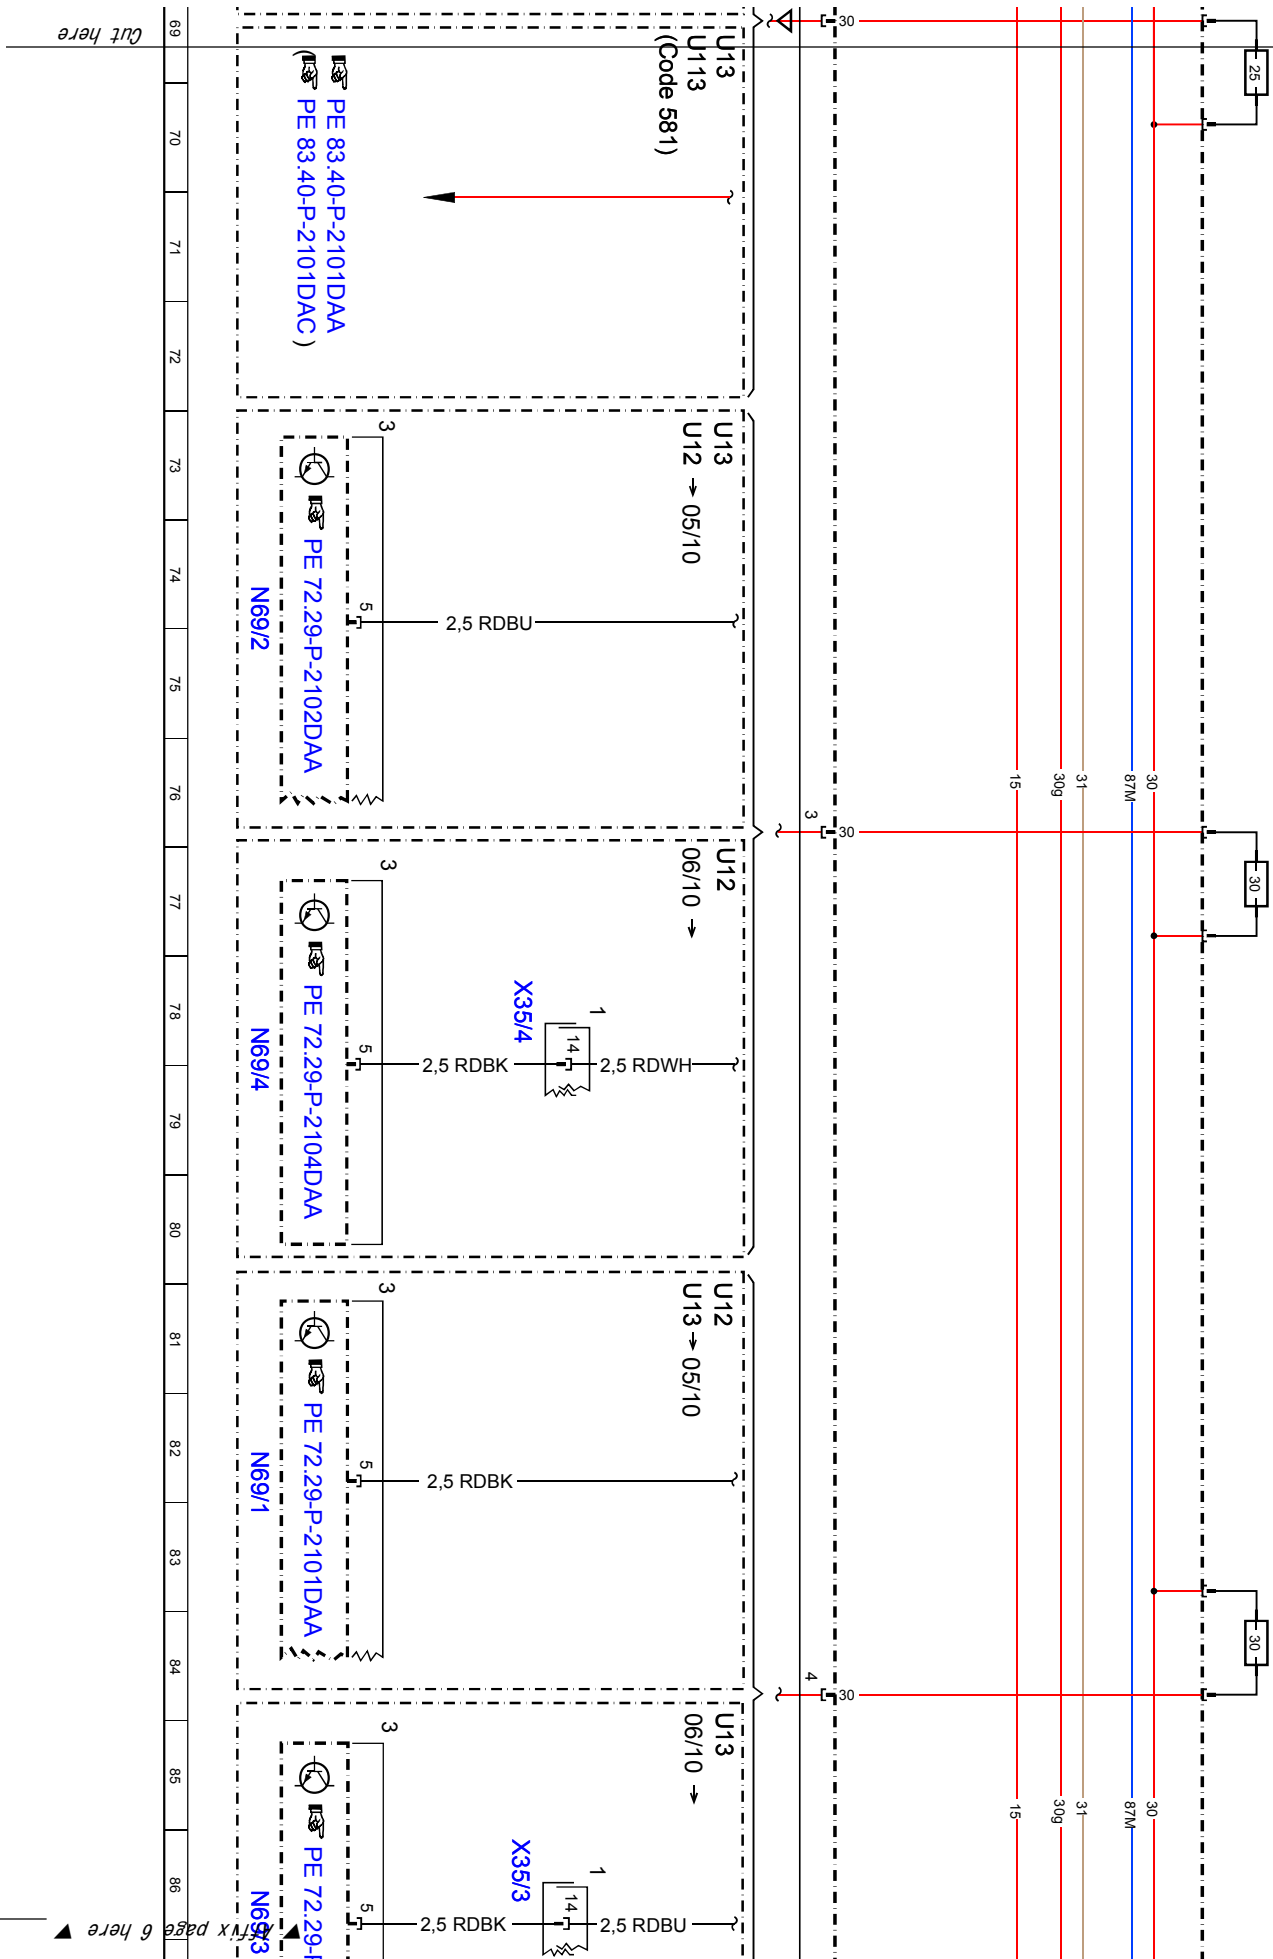 Cut here
69
70
71
72
73
74
75
76
77
78
79
80
81
82
83
84
85
86
U13
U113
(Code 581)
PE 83.40-P-2101DAA
( PE 83.40-P-2101DAC )
30
25
U13
U12 → 05/10
3
5
2,5 RDBU
PE 72.29-P-2102DAA
N69/2
3
30
15
30g
31
87M
30
30
U12
06/10 →
3
5
2,5 RDBK
X35/4
1
14
2,5 RDWH
PE 72.29-P-2104DAA
N69/4
U12
U13 → 05/10
3
5
2,5 RDBK
PE 72.29-P-2101DAA
N69/1
4
30
30
15
30g
31
87M
30
U13
06/10 →
3
5
2,5 RDBK
X35/3
1
14
2,5 RDBU
PE 72.29-P
N69/3
Affix page 6 here